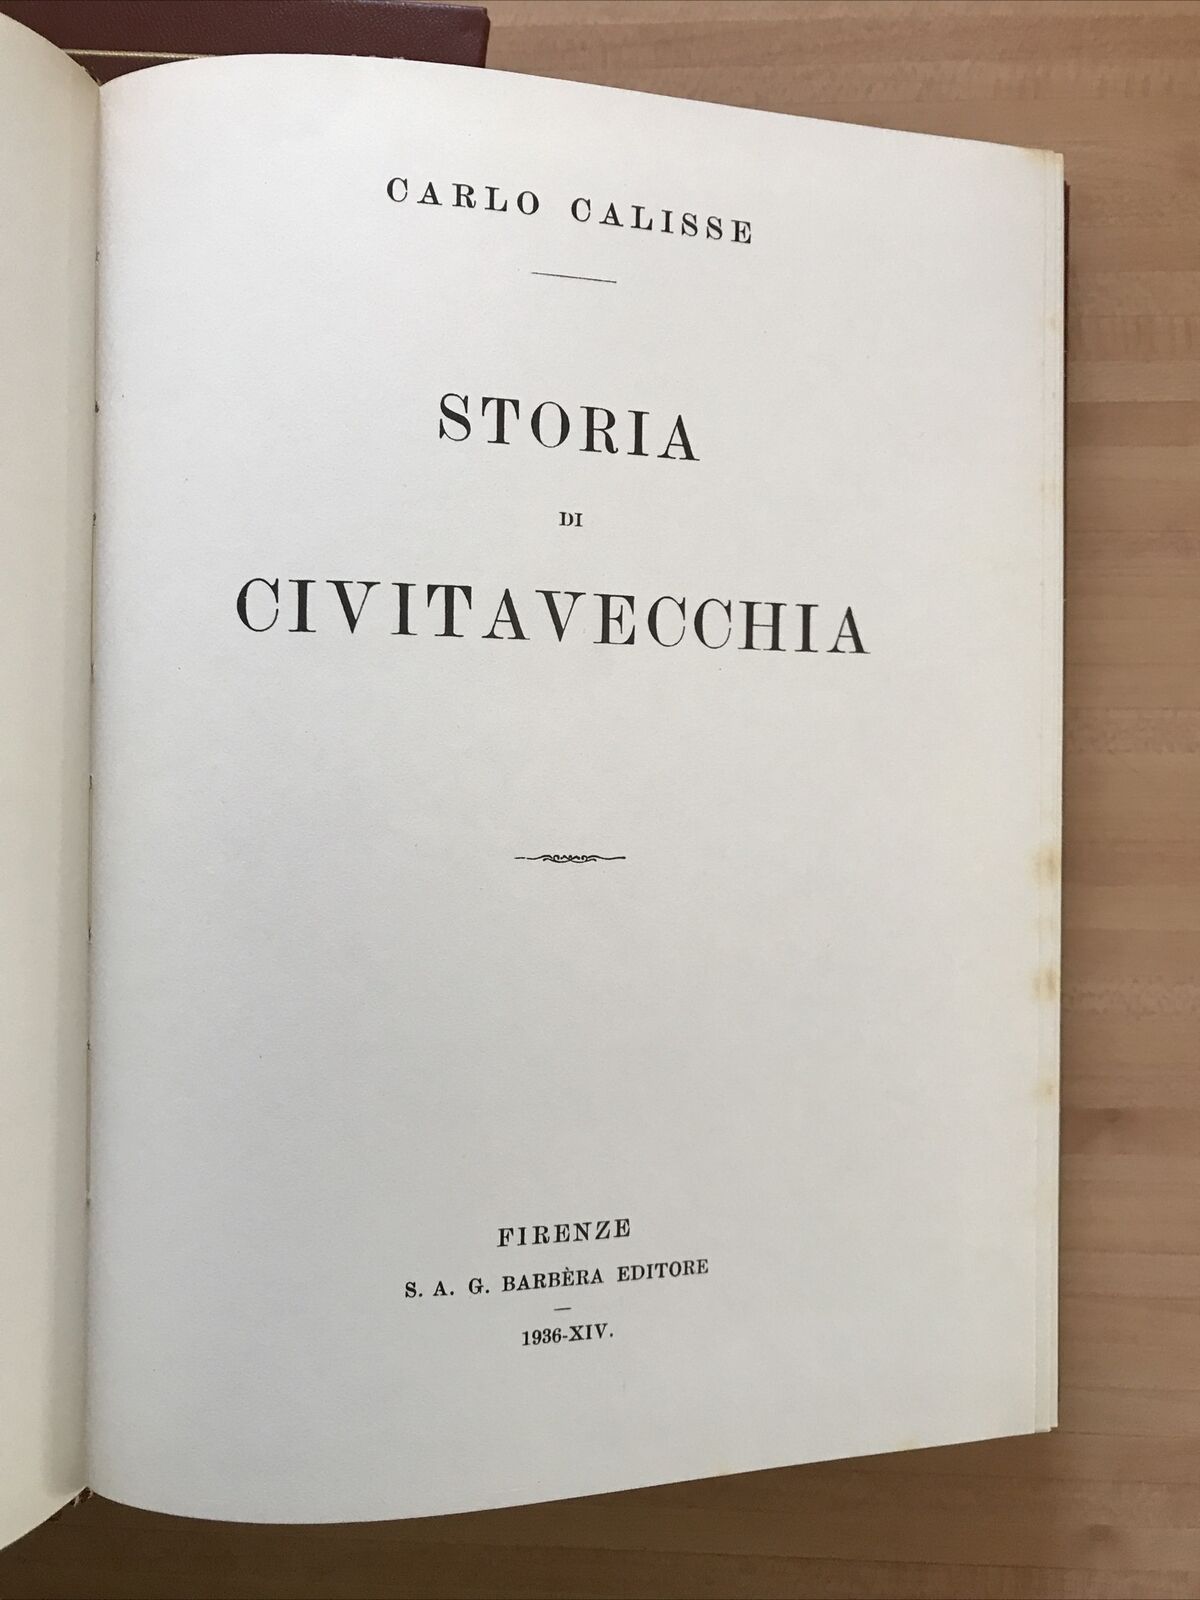 CARLO CALISSE
STORIA
DI
CIVITAVECCHIA
FIRENZE
S. A. G. BARBÈRA EDITORE
1936-XIV.